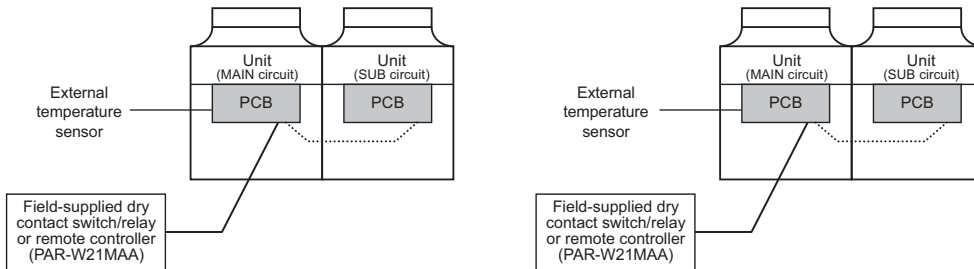 Unit
(MAIN circuit)
Unit
(SUB circuit)
PCB
PCB
External
temperature
sensor
Field-supplied dry
contact switch/relay
or remote controller
(PAR-W21MAA)
Unit
(MAIN circuit)
Unit
(SUB circuit)
PCB
PCB
External
temperature
sensor
Field-supplied dry
contact switch/relay
or remote controller
(PAR-W21MAA)